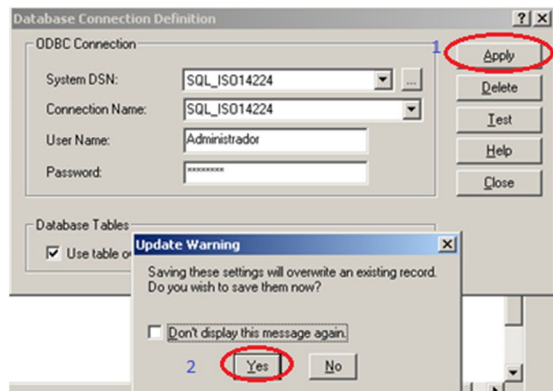 Database Connection Definition
ODBC Connection
1
Apply
System DSN:
SQL_ISO14224
...
Delete
Connection Name:
SQL_ISO14224
Test
User Name:
Administrador
Help
Password:
xxxxxxxx
Close
Database Tables
Use table
Update Warning
Saving these settings will overwrite an existing record.
Do you wish to save them now?
Don't display this message again.
2
Yes
No